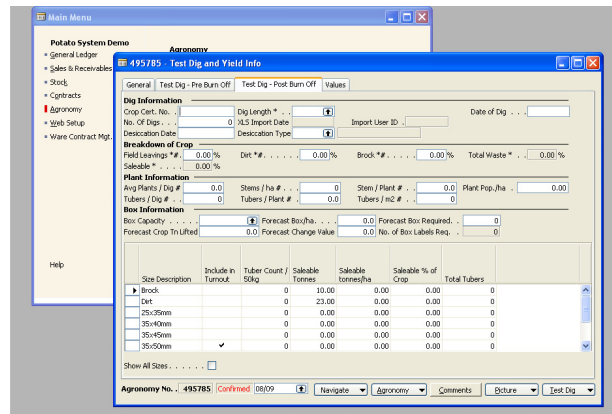 Main Menu
Potato System Demo
Agronomy
General Ledger
Sales & Receivables
Stock
Contracts
Agronomy
Web Setup
Ware Contract Mgt.
Help
495785 - Test Dig and Yield Info
General Test Dig - Pre Burn Off Test Dig - Post Burn Off Values
Dig Information
Crop Cert. No. . Dig Length * . . Date of Dig . . .
No. Of Digs. . . 0 XLS Import Date Import User ID .
Desiccation Date Desiccation Type
Breakdown of Crop
Field Leavings *#. 0.00 % Dirt *#. . . . . . 0.00 % Brock *#. . . . . 0.00 % Total Waste * . . 0.00 %
Saleable * . . . . 0.00 %
Plant Information
Avg Plants / Dig # 0.0 Stems / ha # . . . 0 Stem / Plant # . . 0.0 Plant Pop./ha . 0.00
Tubers / Dig # . . 0 Tubers / Plant # . 0.0 Tubers / m2 # . . 0
Box Information
Box Capacity . . . . . Forecast Box/ha. . . . 0.0 Forecast Box Required. . 0
Forecast Crop Tn Lifted 0.0 Forecast Change Value 0.0 No. of Box Labels Req. . 0
Size Description Include in Turnout Tuber Count / 50kg Saleable Tonnes Saleable tonnes/ha Saleable % of Crop Total Tubers
Brock 0 10.00 0.00 0.00 0
Dirt 0 23.00 0.00 0.00 0
25x35mm 0 0.00 0.00 0.00 0
35x40mm 0 0.00 0.00 0.00 0
35x45mm 0 0.00 0.00 0.00 0
35x50mm ✔ 0 0.00 0.00 0.00 0
Show All Sizes . . . . . .
Agronomy No. . 495785 Confirmed 08/09 Navigate Agronomy Comments Picture Test Dig